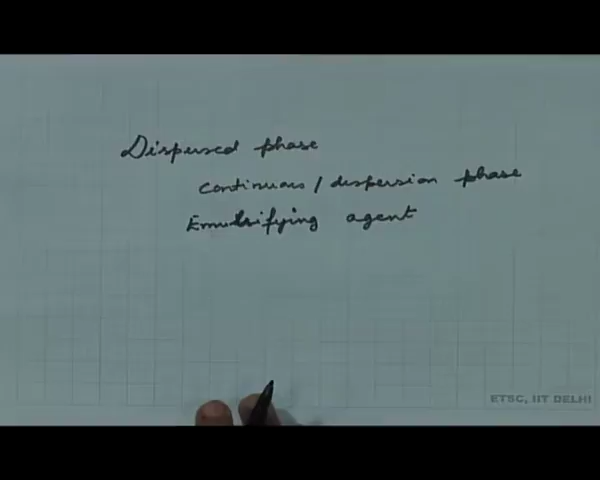 Dispersed phase
Continuous / dispersion phase
Emulsifying agent
ETSC, IIT DELHI